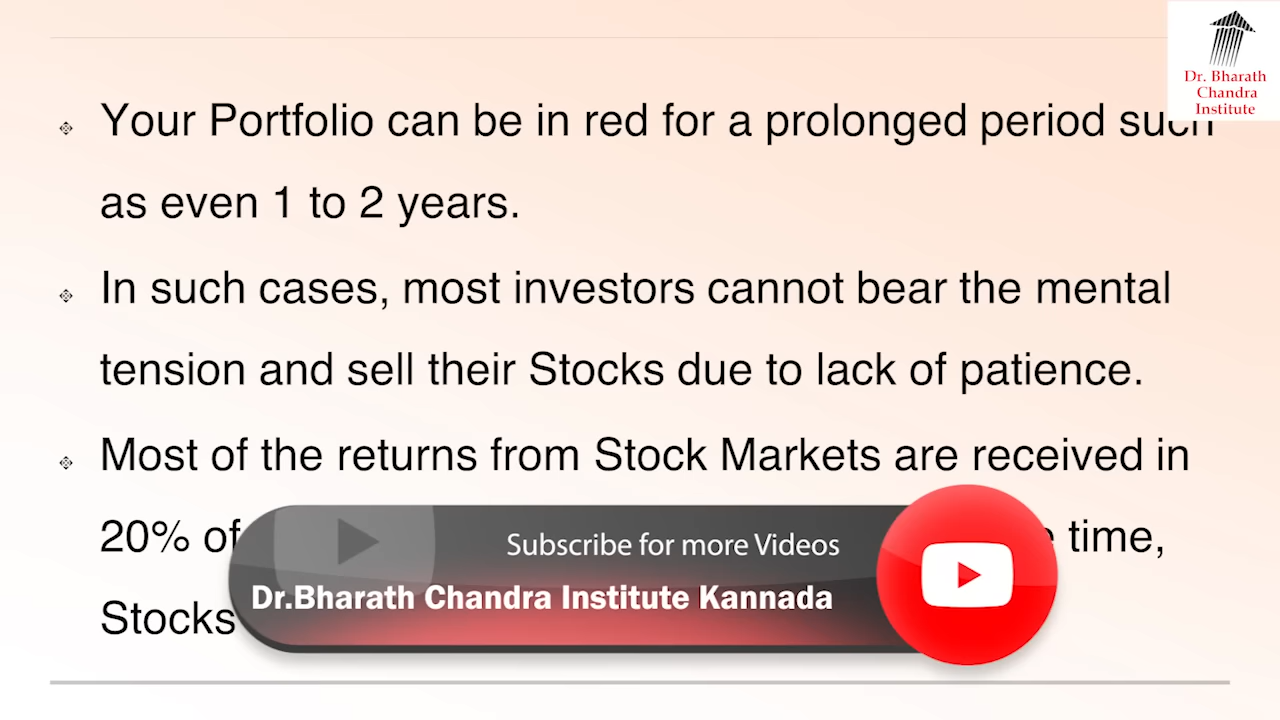 Dr. Bharath
Chandra
Institute
Your Portfolio can be in red for a prolonged period such
as even 1 to 2 years.
In such cases, most investors cannot bear the mental
tension and sell their Stocks due to lack of patience.
Most of the returns from Stock Markets are received in
20% of time,
Stocks
Subscribe for more Videos
Dr.Bharath Chandra Institute Kannada